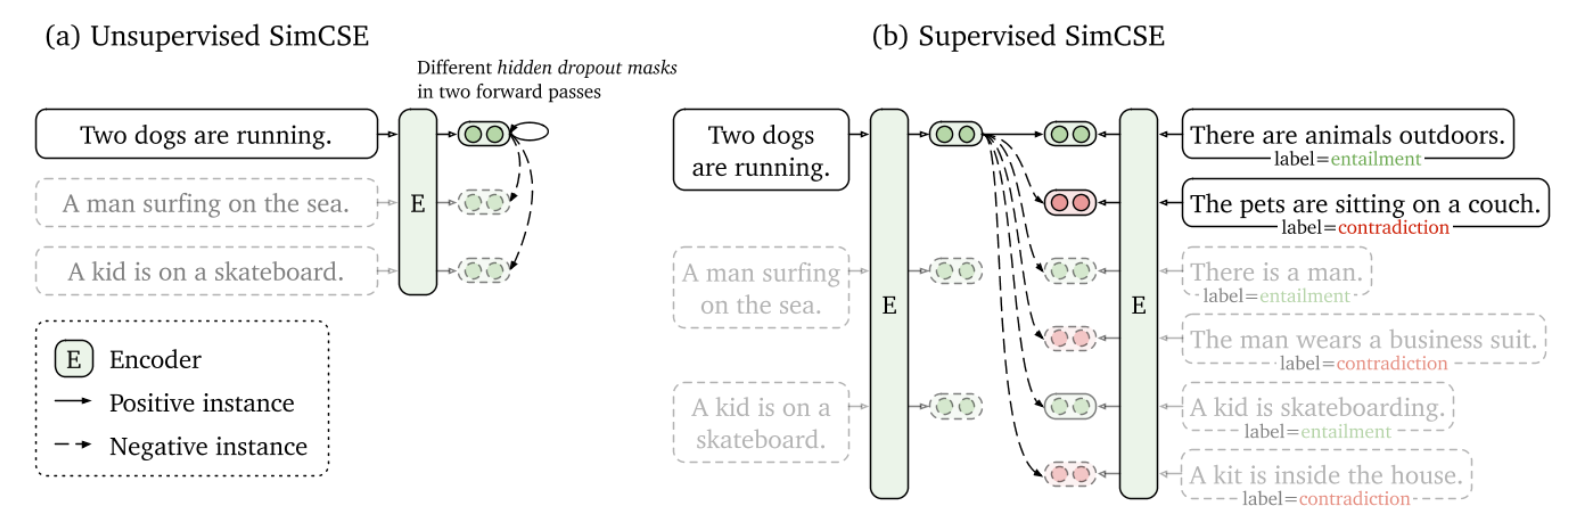 (a) Unsupervised SimCSE
Different hidden dropout masks
in two forward passes
Two dogs are running.
A man surfing on the sea.
A kid is on a skateboard.
E
E Encoder
Positive instance
Negative instance
(b) Supervised SimCSE
Two dogs
are running.
A man surfing
on the sea.
A kid is on a
skateboard.
E
E
There are animals outdoors.
label=entailment
The pets are sitting on a couch.
label=contradiction
There is a man.
label=entailment
The man wears a business suit.
label=contradiction
A kid is skateboarding.
label=entailment
A kit is inside the house.
label=contradiction